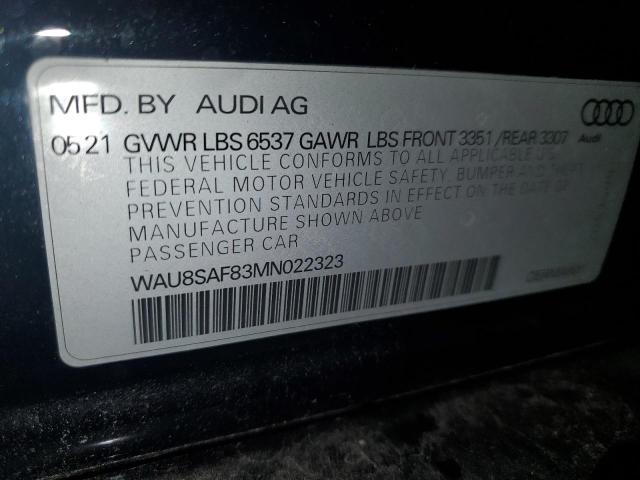 MFD. BY AUDI AG
Audi
05 21 GVWR LBS 6537 GAWR LBS FRONT 3351 /REAR 3307
THIS VEHICLE CONFORMS TO ALL APPLICABLE U.S.
FEDERAL MOTOR VEHICLE SAFETY, BUMPER AND THEFT
PREVENTION STANDARDS IN EFFECT ON THE DATE OF
MANUFACTURE SHOWN ABOVE
PASSENGER CAR
WAU8SAF83MN022323